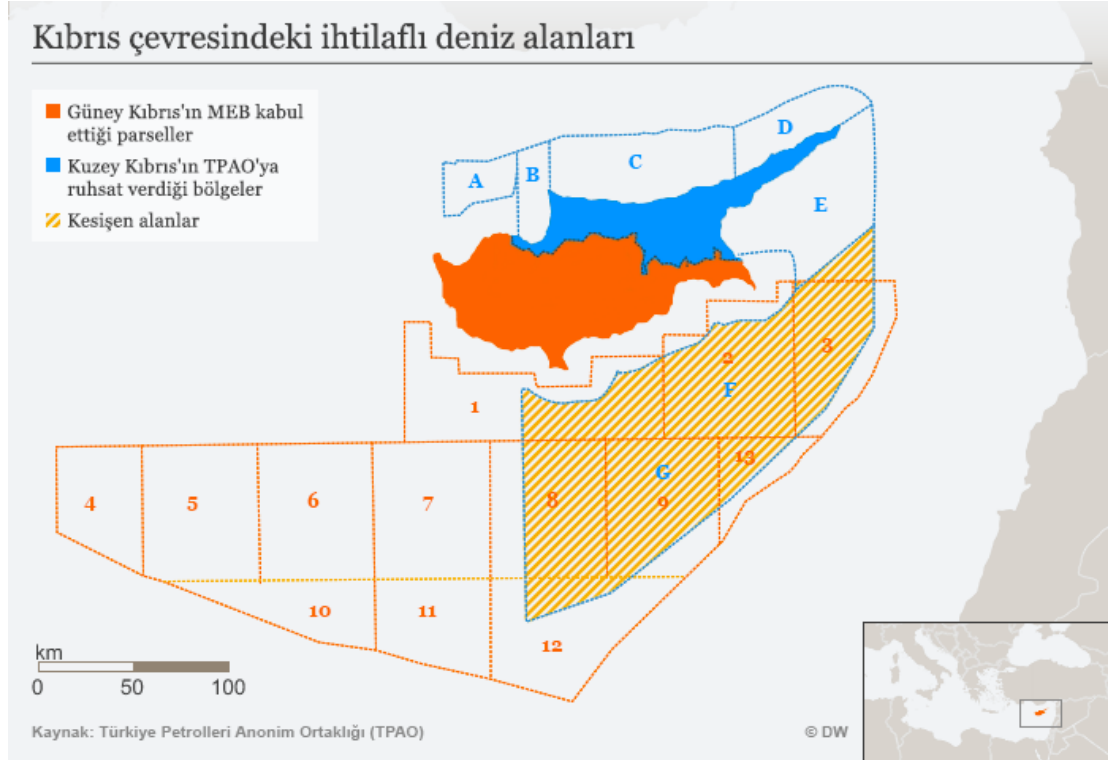 Kıbrıs çevresindeki ihtilaflı deniz alanları
Güney Kıbrıs'ın MEB kabul
ettiği parseller
Kuzey Kıbrıs'ın TPAO'ya
ruhsat verdiği bölgeler
Kesişen alanlar
A
B
C
D
E
1
2
3
F
4
5
6
7
8
G
9
13
10
11
12
km
0 50 100
Kaynak: Türkiye Petrolleri Anonim Ortaklığı (TPAO)
© DW